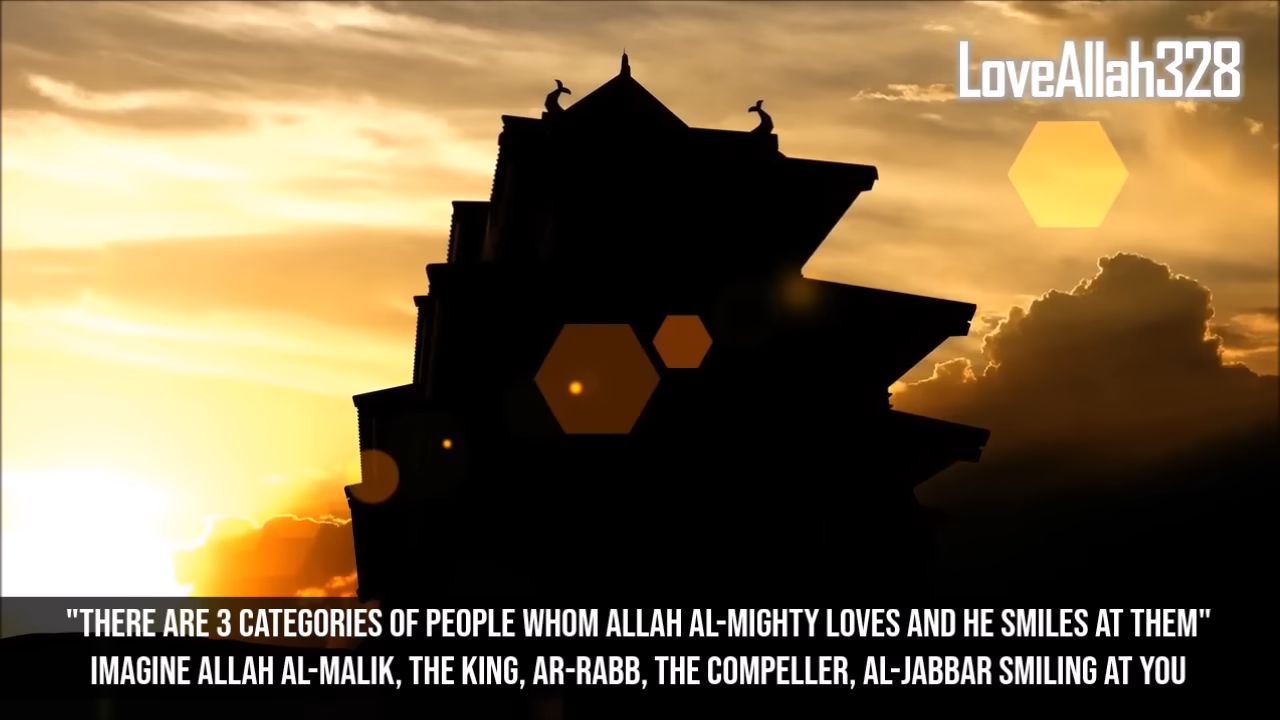 LoveAllah328
"THERE ARE 3 CATEGORIES OF PEOPLE WHOM ALLAH AL-MIGHTY LOVES AND HE SMILES AT THEM"
IMAGINE ALLAH AL-MALIK, THE KING, AR-RABB, THE COMPELLER, AL-JABBAR SMILING AT YOU